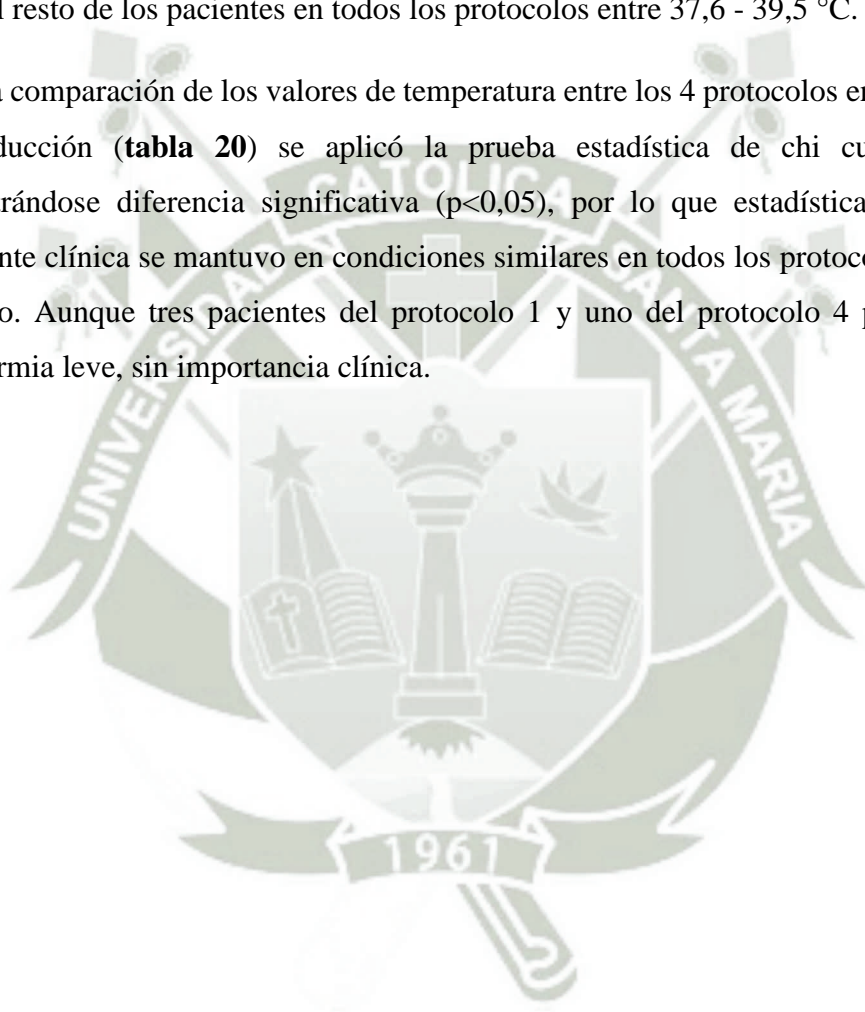 l resto de los pacientes en todos los protocolos entre 37,6 - 39,5 °C.
comparación de los valores de temperatura entre los 4 protocolos en
ducción (tabla 20) se aplicó la prueba estadística de chi cu
rándose diferencia significativa (p<0,05), por lo que estadística
nte clínica se mantuvo en condiciones similares en todos los protoco
o. Aunque tres pacientes del protocolo 1 y uno del protocolo 4 p
rmia leve, sin importancia clínica.
UNIVERSIDAD CATOLICA SANTA MARIA
1961